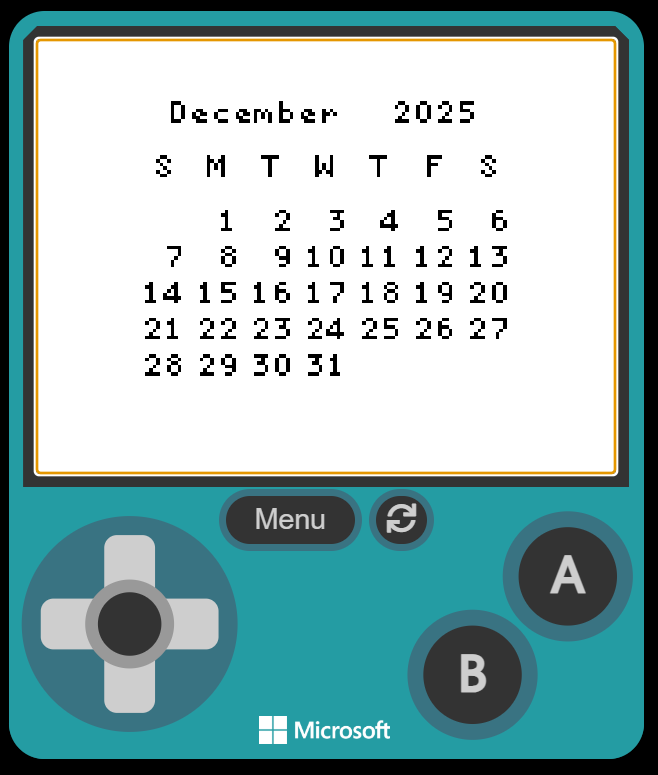 December 2025
S M T W T F S
1 2 3 4 5 6
7 8 9 10 11 12 13
14 15 16 17 18 19 20
21 22 23 24 25 26 27
28 29 30 31
Menu
A
B
Microsoft